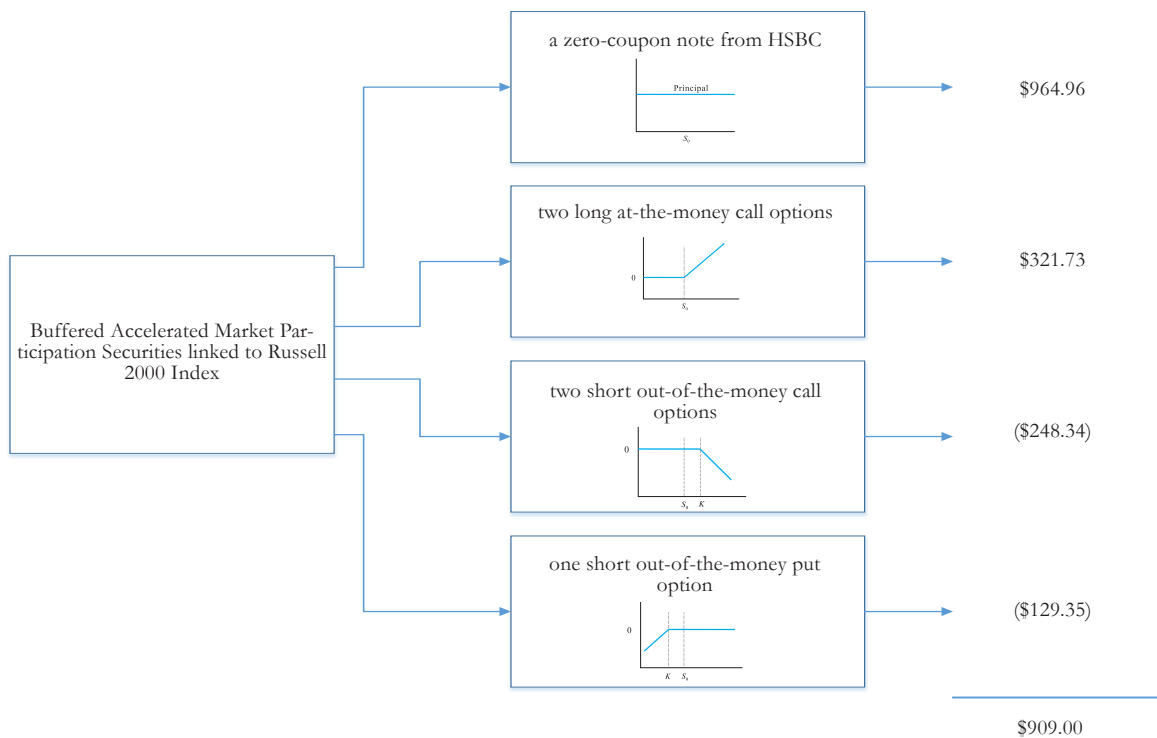 a zero-coupon note from HSBC
Principal
S₀
$964.96
two long at-the-money call options
0
S₀
$321.73
Buffered Accelerated Market Par-
ticipation Securities linked to Russell
2000 Index
two short out-of-the-money call
options
0
S₀ K
($248.34)
one short out-of-the-money put
option
0
K S₀
($129.35)
$909.00